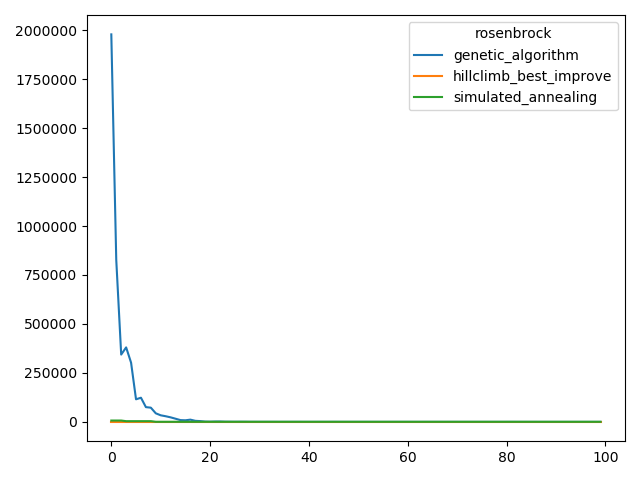 rosenbrock
genetic_algorithm
hillclimb_best_improve
simulated_annealing
2000000
1750000
1500000
1250000
1000000
750000
500000
250000
0
0 20 40 60 80 100